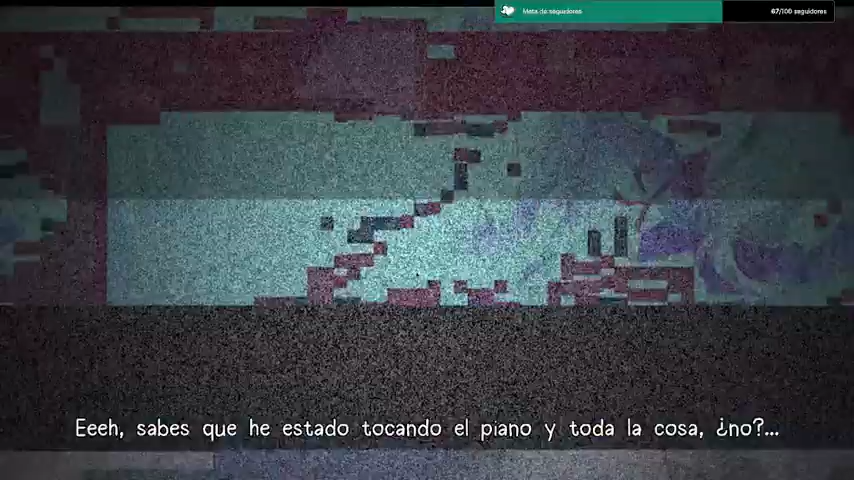 Meta de seguidores
67/100 seguidores
Eeeh, sabes que he estado tocando el piano y toda la cosa, ¿no?...